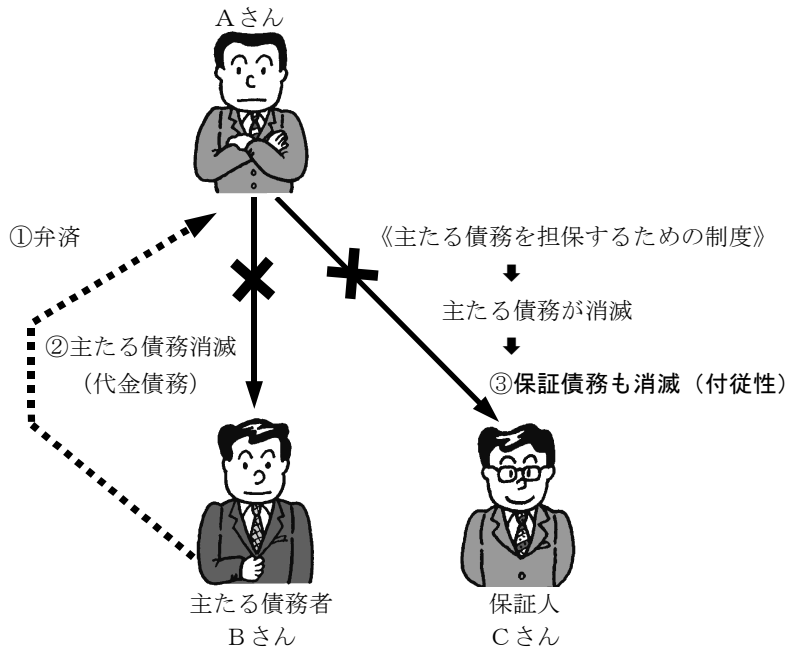 Aさん
①弁済
《主たる債務を担保するための制度》
主たる債務が消滅
②主たる債務消滅
（代金債務）
③保証債務も消滅（付従性）
主たる債務者
Bさん
保証人
Cさん